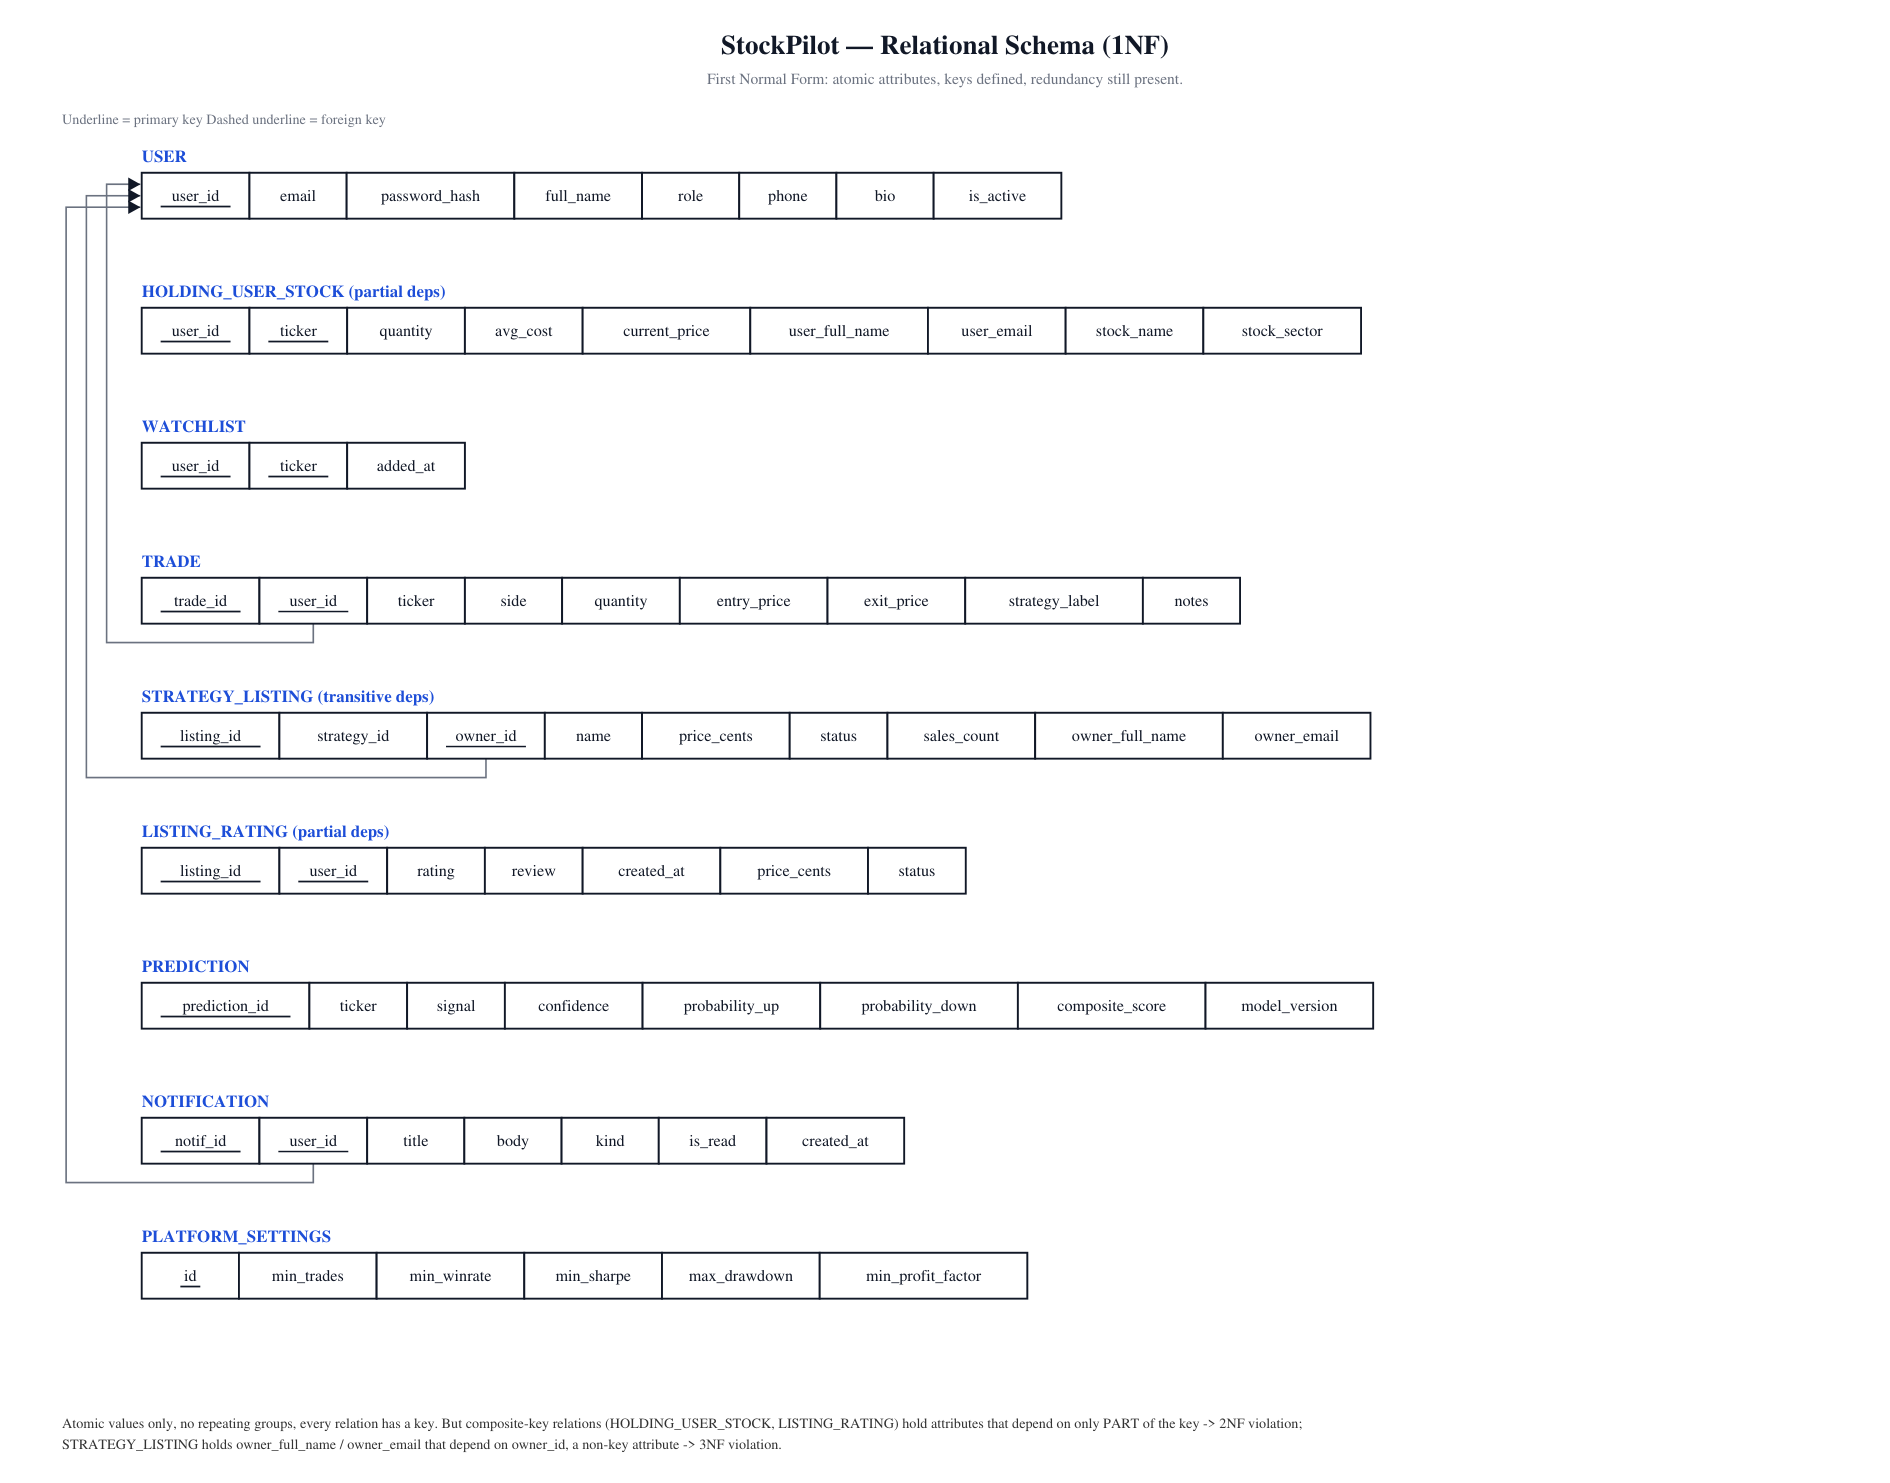 StockPilot — Relational Schema (1NF)
First Normal Form: atomic attributes, keys defined, redundancy still present.
Underline = primary key Dashed underline = foreign key
USER
user_id email password_hash full_name role phone bio is_active
HOLDING_USER_STOCK (partial deps)
user_id ticker quantity avg_cost current_price user_full_name user_email stock_name stock_sector
WATCHLIST
user_id ticker added_at
TRADE
trade_id user_id ticker side quantity entry_price exit_price strategy_label notes
STRATEGY_LISTING (transitive deps)
listing_id strategy_id owner_id name price_cents status sales_count owner_full_name owner_email
LISTING_RATING (partial deps)
listing_id user_id rating review created_at price_cents status
PREDICTION
prediction_id ticker signal confidence probability_up probability_down composite_score model_version
NOTIFICATION
notif_id user_id title body kind is_read created_at
PLATFORM_SETTINGS
id min_trades min_winrate min_sharpe max_drawdown min_profit_factor
Atomic values only, no repeating groups, every relation has a key. But composite-key relations (HOLDING_USER_STOCK, LISTING_RATING) hold attributes that depend on only PART of the key -> 2NF violation;
STRATEGY_LISTING holds owner_full_name / owner_email that depend on owner_id, a non-key attribute -> 3NF violation.